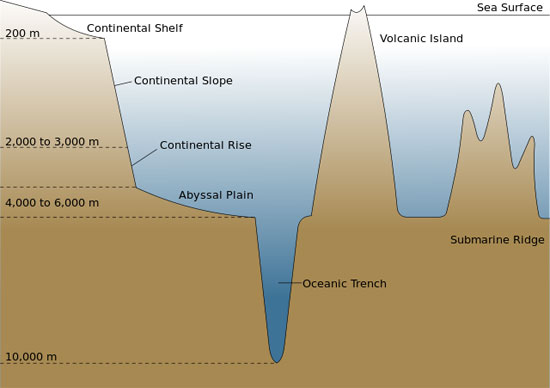 Sea Surface
Continental Shelf
200 m
Volcanic Island
Continental Slope
2,000 to 3,000 m
Continental Rise
Abyssal Plain
4,000 to 6,000 m
Submarine Ridge
Oceanic Trench
10,000 m